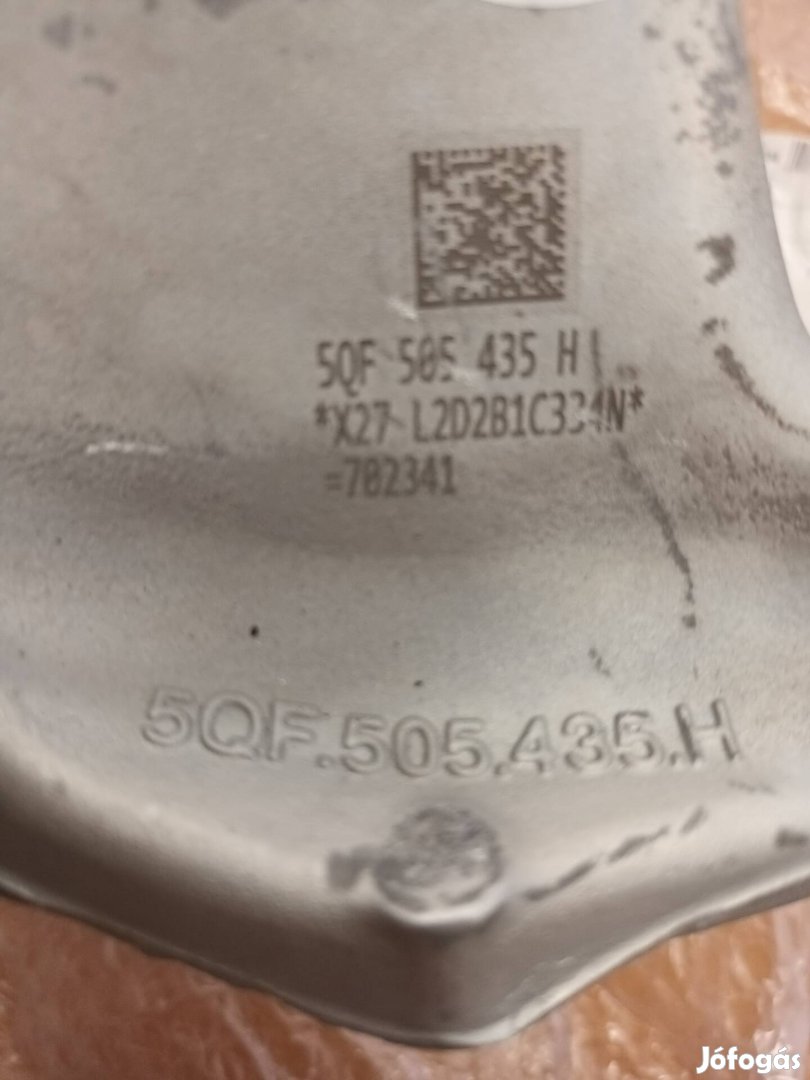 5QF 505 435 H
*X27 L2D2B1C334N*
=702341
5QF.505.435.H
Jófogás